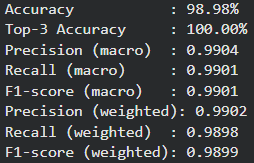 Accuracy            : 98.98%
Top-3 Accuracy      : 100.00%
Precision (macro)   : 0.9904
Recall (macro)      : 0.9901
F1-score (macro)    : 0.9901
Precision (weighted): 0.9902
Recall (weighted)   : 0.9898
F1-score (weighted) : 0.9899